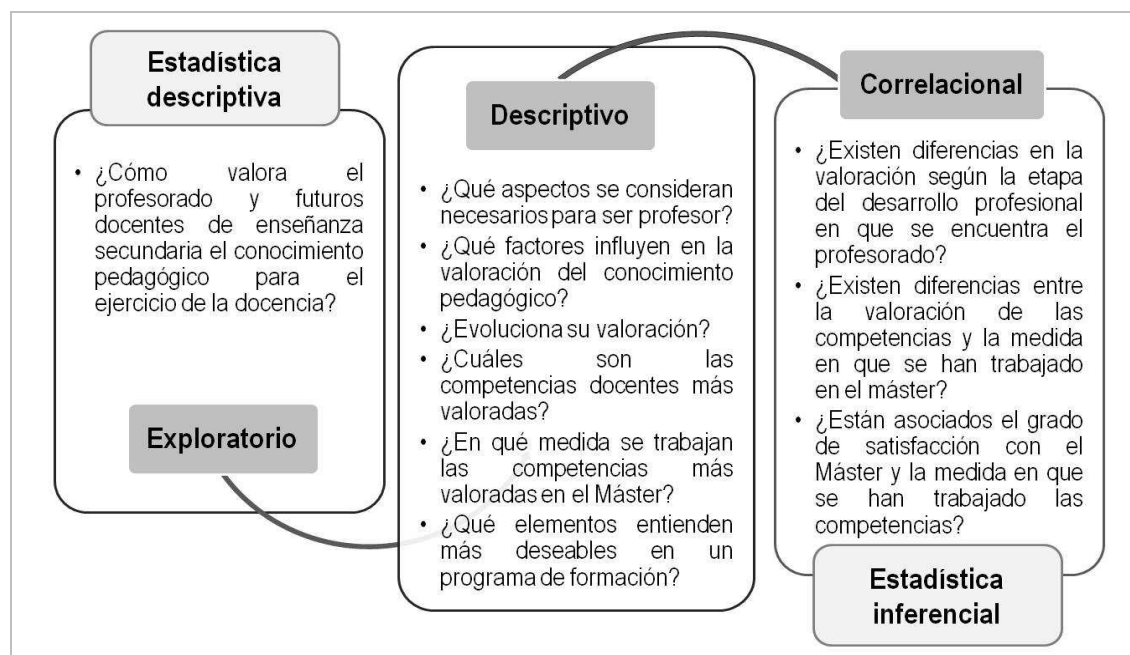 Estadística
descriptiva
• ¿Cómo valora el
profesorado y futuros
docentes de enseñanza
secundaria el conocimiento
pedagógico para el
ejercicio de la docencia?
Exploratorio
Descriptivo
• ¿Qué aspectos se consideran
necesarios para ser profesor?
• ¿Qué factores influyen en la
valoración del conocimiento
pedagógico?
• ¿Evoluciona su valoración?
• ¿Cuáles son las
competencias docentes más
valoradas?
• ¿En qué medida se trabajan
las competencias más
valoradas en el Máster?
• ¿Qué elementos entienden
más deseables en un
programa de formación?
Correlacional
• ¿Existen diferencias en la
valoración según la etapa
del desarrollo profesional
en que se encuentra el
profesorado?
• ¿Existen diferencias entre
la valoración de las
competencias y la medida
en que se han trabajado
en el máster?
• ¿Están asociados el grado
de satisfacción con el
Máster y la medida en que
se han trabajado las
competencias?
Estadística
inferencial